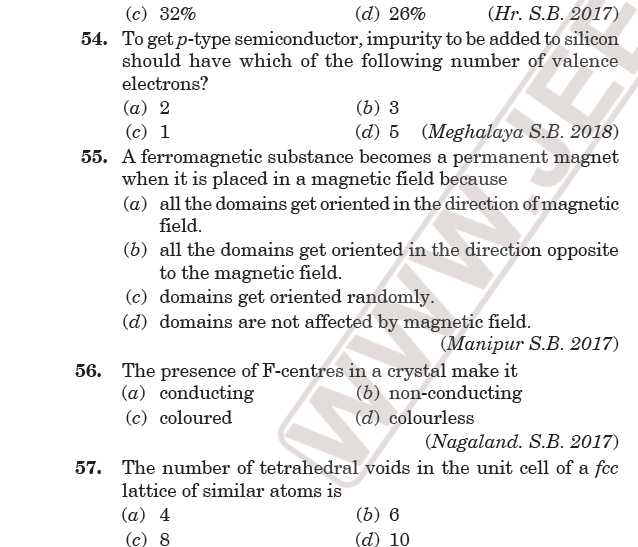 (c) 32% (d) 26% (Hr. S.B. 2017)
54. To get p-type semiconductor, impurity to be added to silicon
should have which of the following number of valence
electrons?
(a) 2 (b) 3
(c) 1 (d) 5 (Meghalaya S.B. 2018)
55. A ferromagnetic substance becomes a permanent magnet
when it is placed in a magnetic field because
(a) all the domains get oriented in the direction of magnetic
field.
(b) all the domains get oriented in the direction opposite
to the magnetic field.
(c) domains get oriented randomly.
(d) domains are not affected by magnetic field.
(Manipur S.B. 2017)
56. The presence of F-centres in a crystal make it
(a) conducting (b) non-conducting
(c) coloured (d) colourless
(Nagaland. S.B. 2017)
57. The number of tetrahedral voids in the unit cell of a fcc
lattice of similar atoms is
(a) 4 (b) 6
(c) 8 (d) 10
WWW.JEE